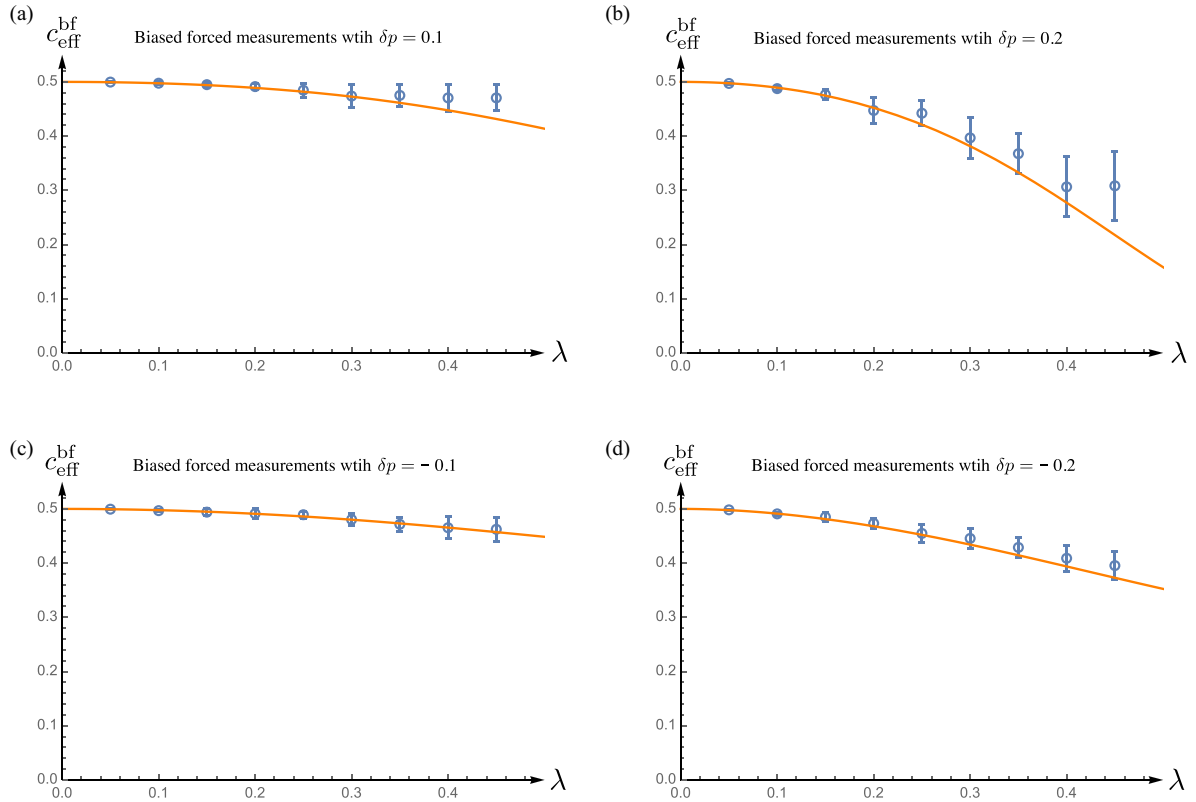 (a)
c_eff^bf
Biased forced measurements wtih δp = 0.1
0.5
0.4
0.3
0.2
0.1
0.0
0.0 0.1 0.2 0.3 0.4
λ
(b)
c_eff^bf
Biased forced measurements wtih δp = 0.2
0.5
0.4
0.3
0.2
0.1
0.0
0.0 0.1 0.2 0.3 0.4
λ
(c)
c_eff^bf
Biased forced measurements wtih δp = − 0.1
0.5
0.4
0.3
0.2
0.1
0.0
0.0 0.1 0.2 0.3 0.4
λ
(d)
c_eff^bf
Biased forced measurements wtih δp = − 0.2
0.5
0.4
0.3
0.2
0.1
0.0
0.0 0.1 0.2 0.3 0.4
λ